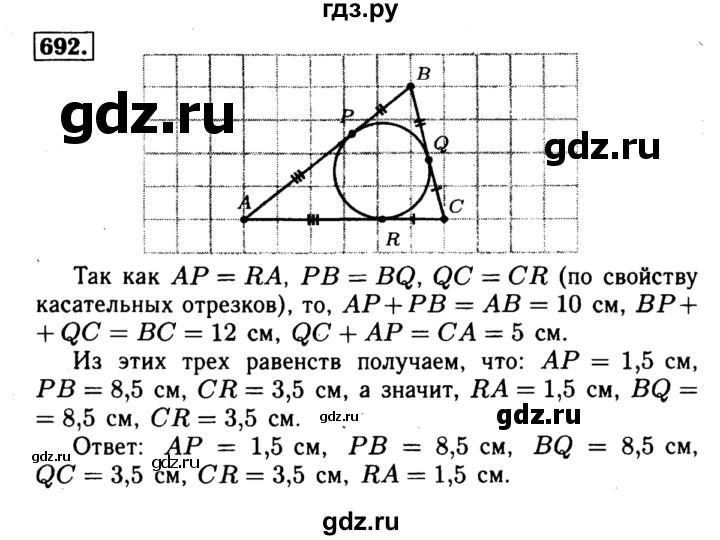 гдз.ру
692.
B
gdz.ru
P
gdz.ru
Q
A
C
R
Так как AP = RA, PB = BQ, QC = CR (по свойству
касательных отрезков), то, AP + PB = AB = 10 см, BP +
+ QC = BC = 12 см, QC + AP = CA = 5 см.
Из этих трех равенств получаем, что: AP = 1,5 см,
PB = 8,5 см, CR = 3,5 см, а значит, RA = 1,5 см, BQ =
= 8,5 см, CR = 3,5 см. gdz.ru gdz.ru
Ответ: AP = 1,5 см, PB = 8,5 см, BQ = 8,5 см,
gdz.ru gdz.ru gdz.ru
QC = 3,5 см, CR = 3,5 см, RA = 1,5 см.
gdz.ru